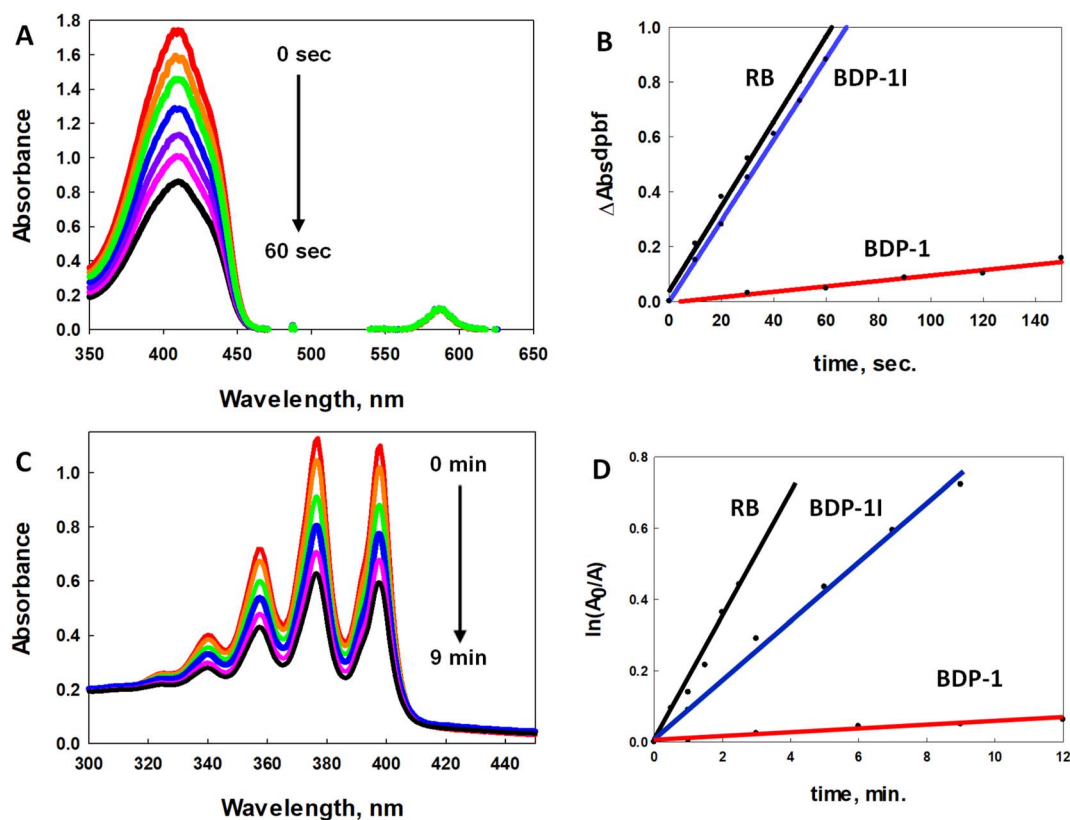 A
Absorbance
1.8
1.6
1.4
1.2
1.0
0.8
0.6
0.4
0.2
0.0
0 sec
60 sec
350 400 450 500 550 600 650
Wavelength, nm
B
ΔAbsdpbf
1.0
0.8
0.6
0.4
0.2
0.0
RB
BDP-1I
BDP-1
0 20 40 60 80 100 120 140
time, sec.
C
Absorbance
1.0
0.8
0.6
0.4
0.2
0.0
0 min
9 min
300 320 340 360 380 400 420 440
Wavelength, nm
D
ln(A0/A)
0.8
0.6
0.4
0.2
0.0
RB
BDP-1I
BDP-1
0 2 4 6 8 10 12
time, min.